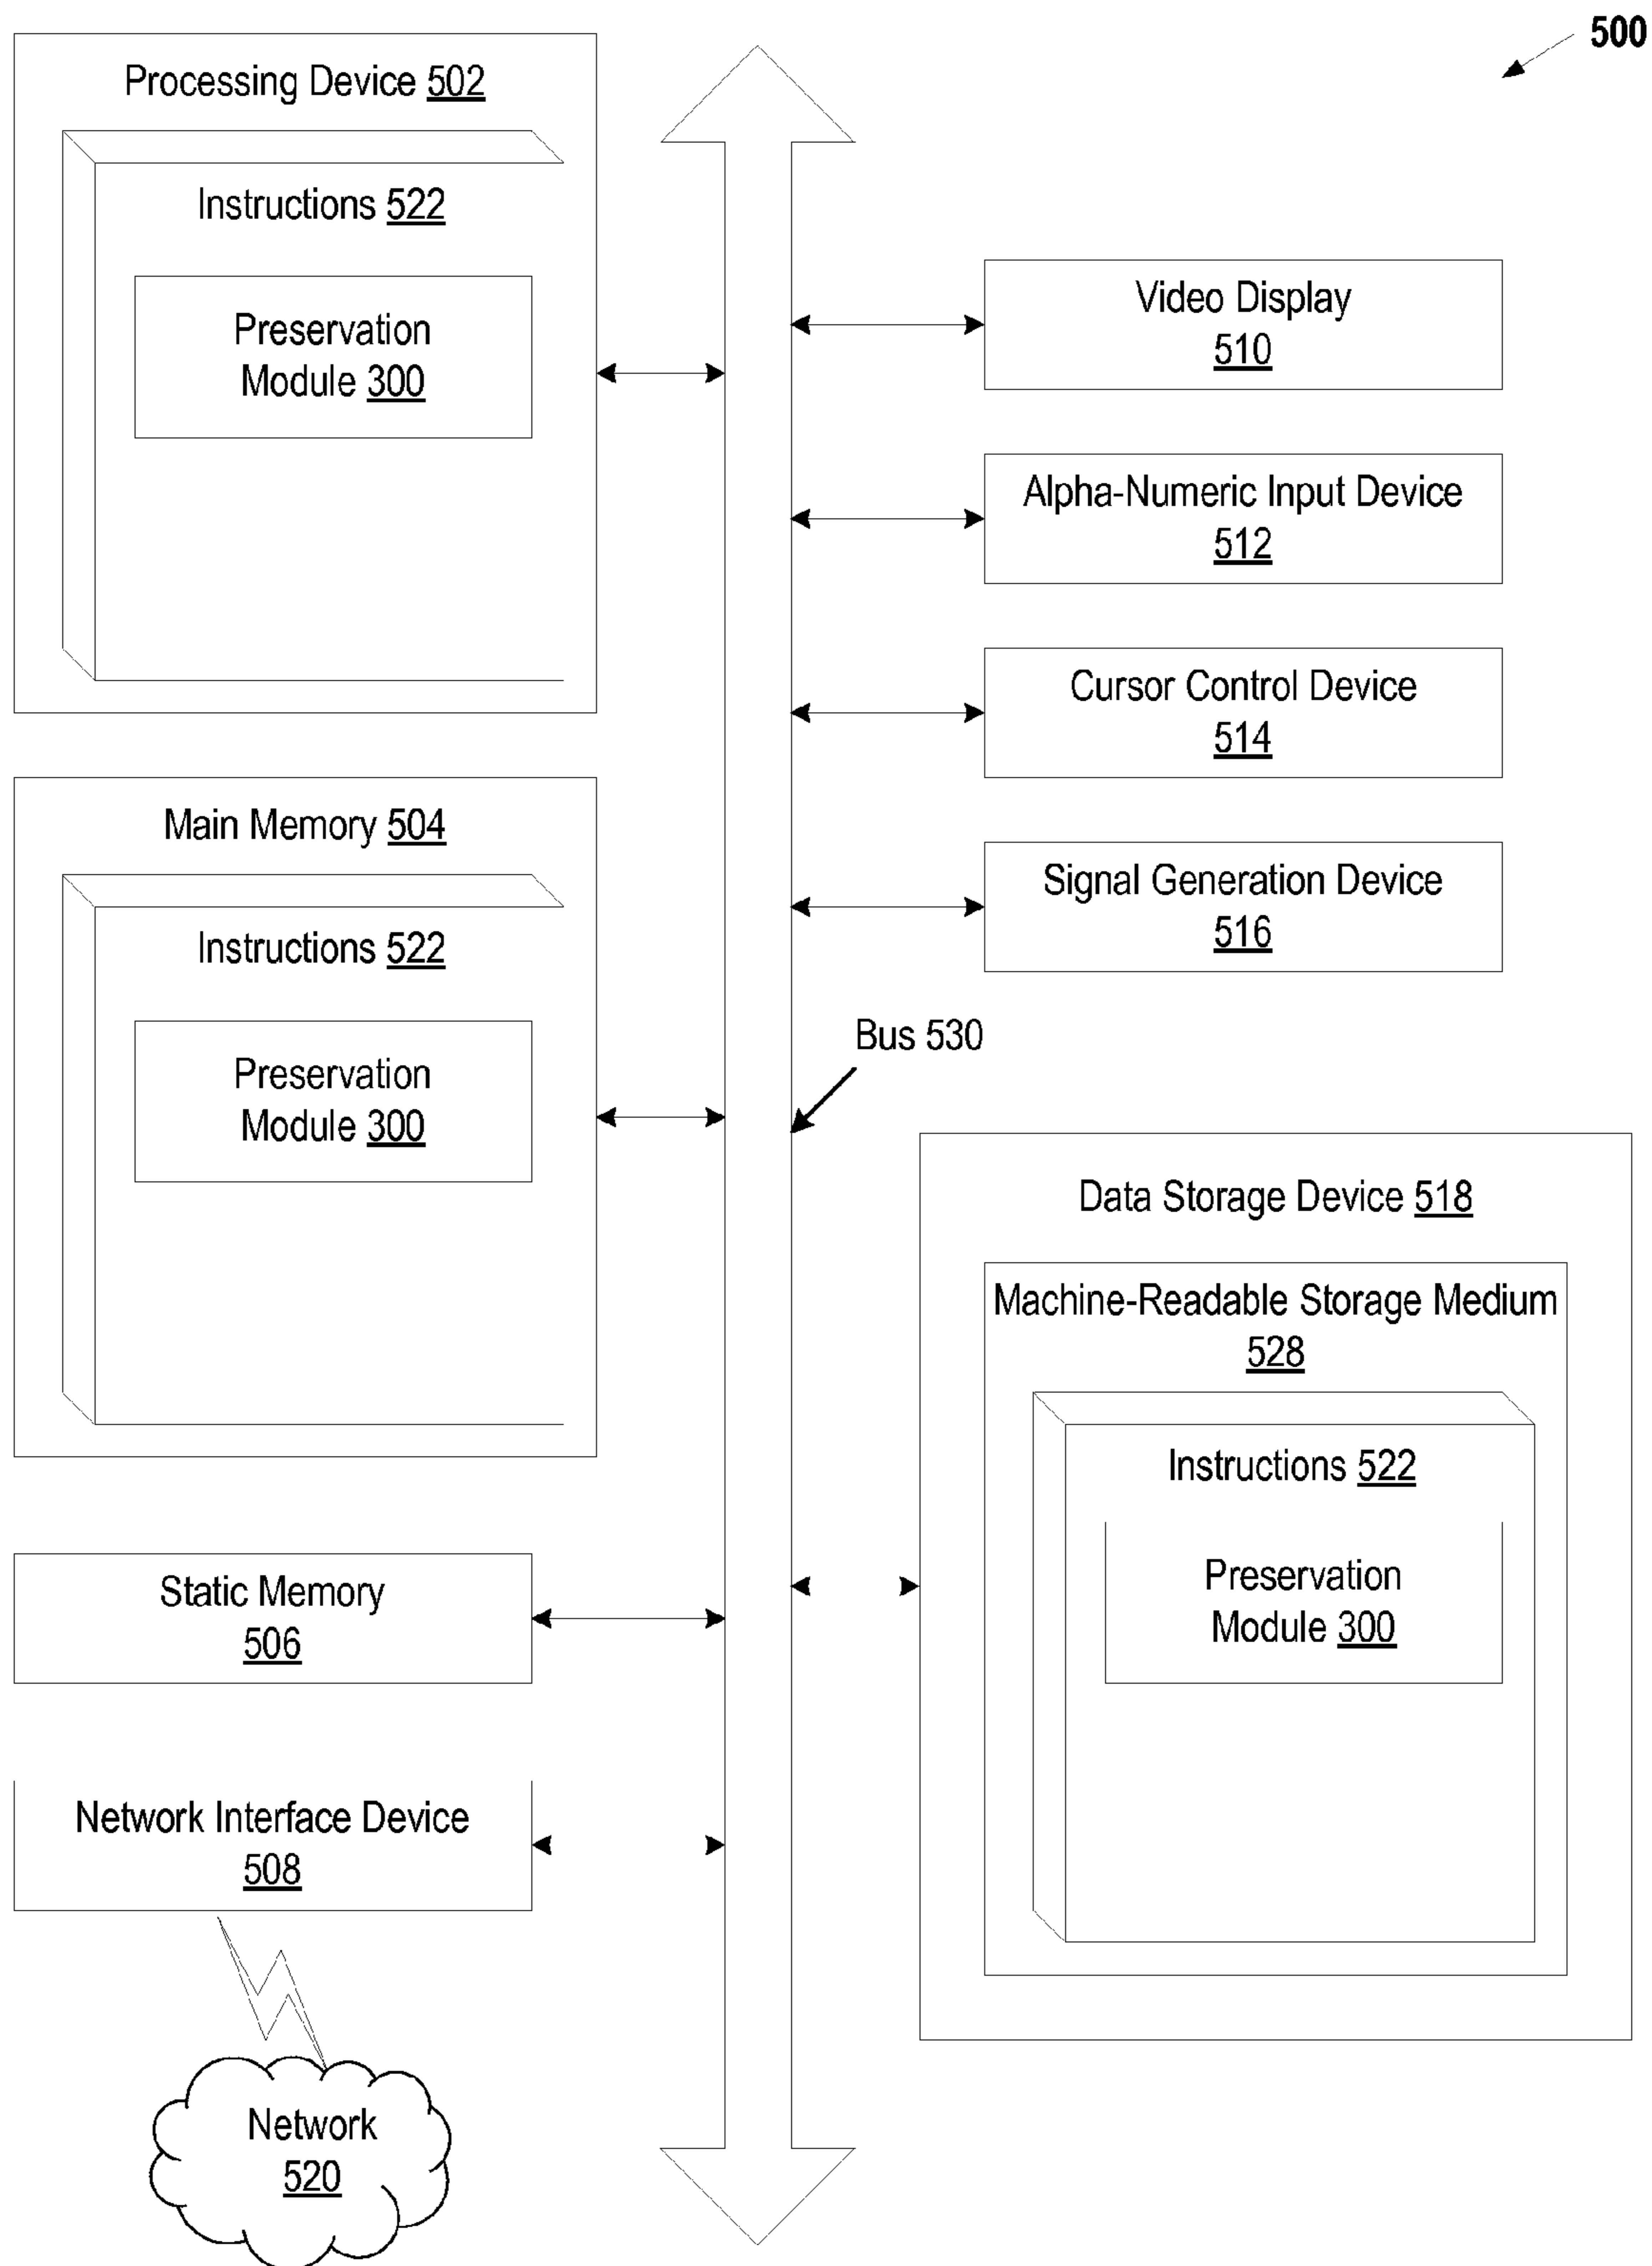 500
Processing Device 502
Instructions 522
Preservation
Module 300
Video Display
510
Alpha-Numeric Input Device
512
Cursor Control Device
514
Main Memory 504
Instructions 522
Preservation
Module 300
Signal Generation Device
516
Bus 530
Data Storage Device 518
Machine-Readable Storage Medium
528
Instructions 522
Preservation
Module 300
Static Memory
506
Network Interface Device
508
Network
520